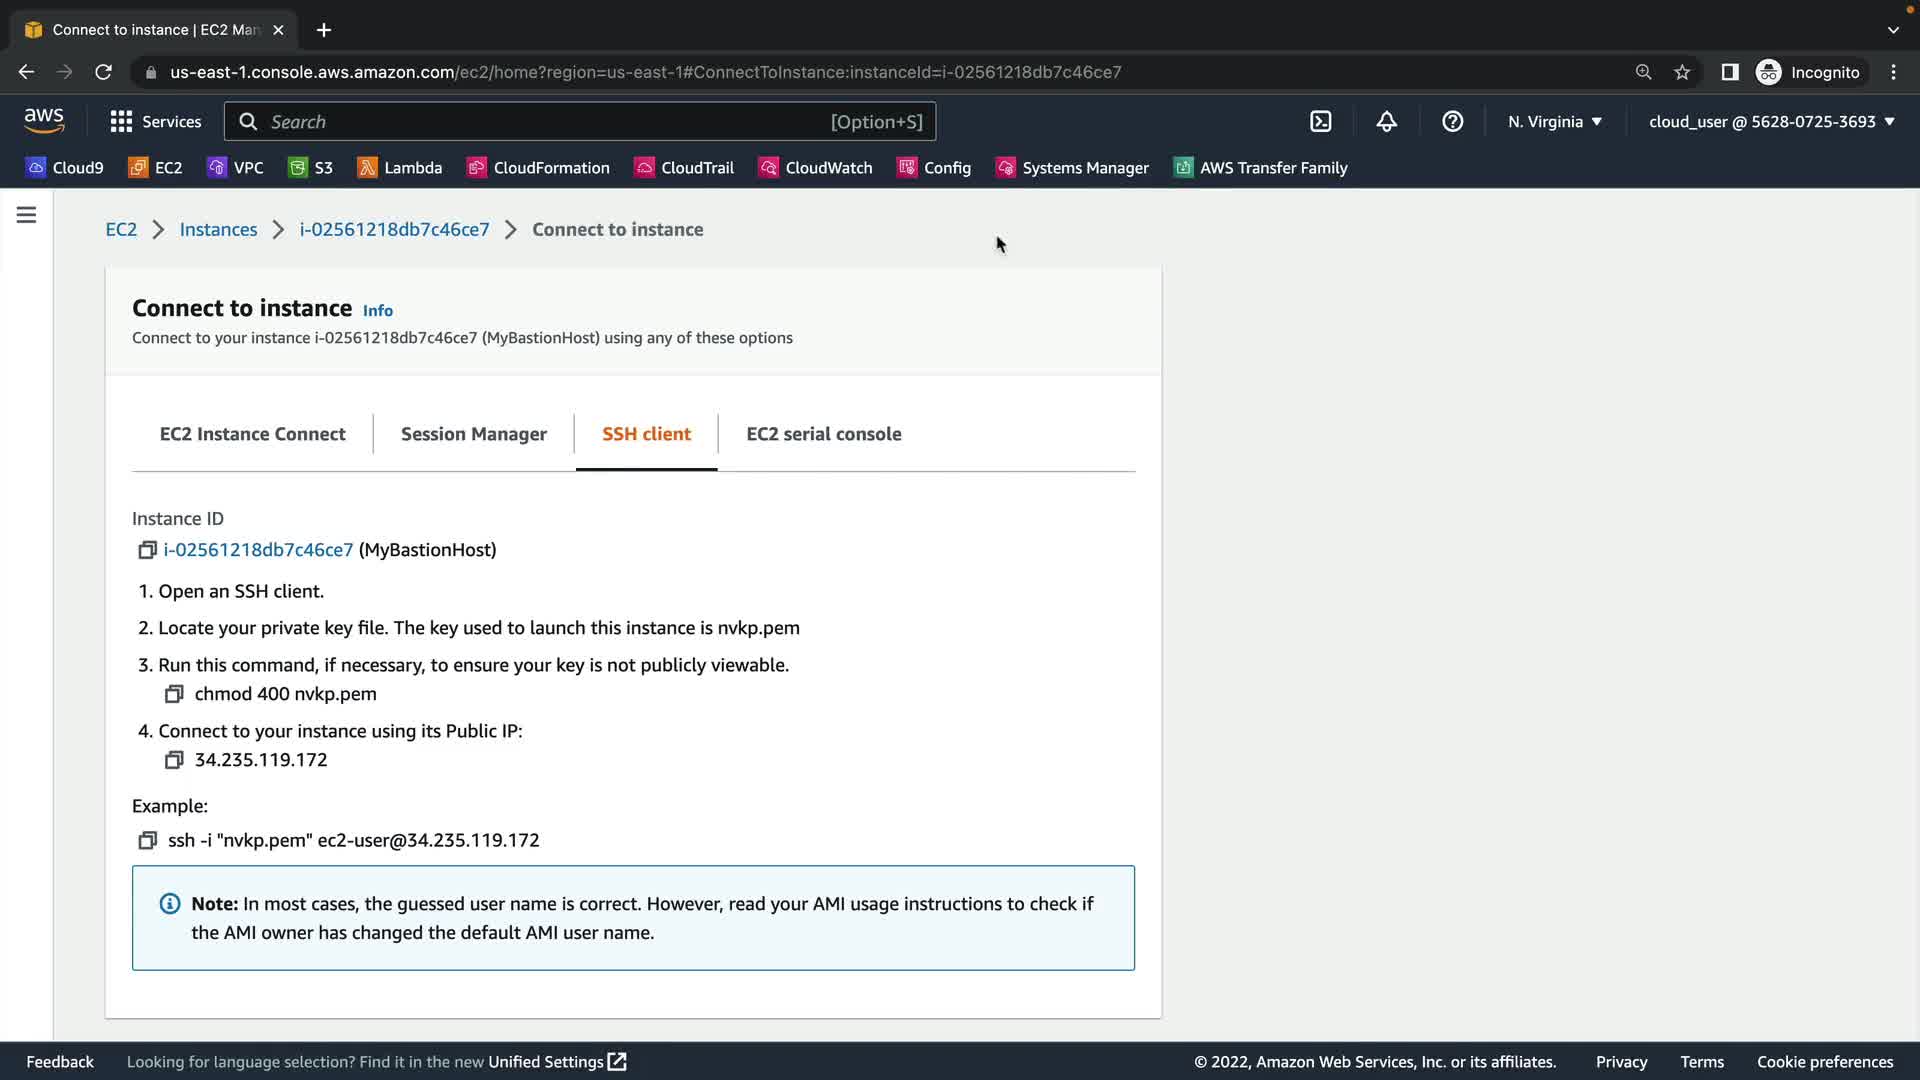 Connect to instance | EC2 Man
us-east-1.console.aws.amazon.com/ec2/home?region=us-east-1#ConnectToInstance:instanceId=i-02561218db7c46ce7
Incognito
aws
Services
Search
[Option+S]
N. Virginia
cloud_user @ 5628-0725-3693
Cloud9
EC2
VPC
S3
Lambda
CloudFormation
CloudTrail
CloudWatch
Config
Systems Manager
AWS Transfer Family
EC2
Instances
i-02561218db7c46ce7
Connect to instance
Connect to instance Info
Connect to your instance i-02561218db7c46ce7 (MyBastionHost) using any of these options
EC2 Instance Connect
Session Manager
SSH client
EC2 serial console
Instance ID
i-02561218db7c46ce7 (MyBastionHost)
1. Open an SSH client.
2. Locate your private key file. The key used to launch this instance is nvkp.pem
3. Run this command, if necessary, to ensure your key is not publicly viewable.
chmod 400 nvkp.pem
4. Connect to your instance using its Public IP:
34.235.119.172
Example:
ssh -i "nvkp.pem" ec2-user@34.235.119.172
Note: In most cases, the guessed user name is correct. However, read your AMI usage instructions to check if
the AMI owner has changed the default AMI user name.
Feedback
Looking for language selection? Find it in the new Unified Settings
© 2022, Amazon Web Services, Inc. or its affiliates.
Privacy
Terms
Cookie preferences